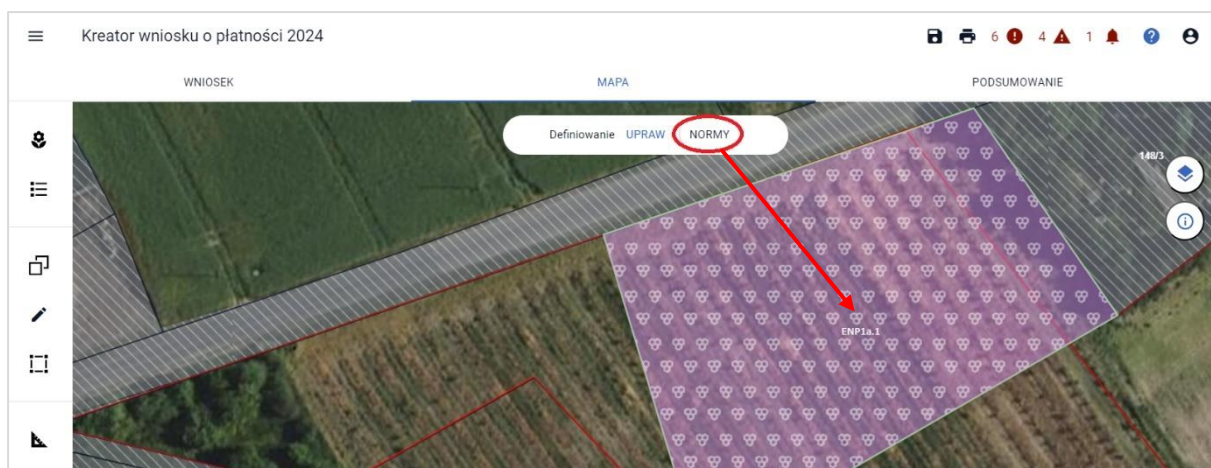 Kreator wniosku o płatności 2024
6 4 1
WNIOSEK MAPA PODSUMOWANIE
Definiowanie UPRAW NORMY
148/3
ENP1a.1